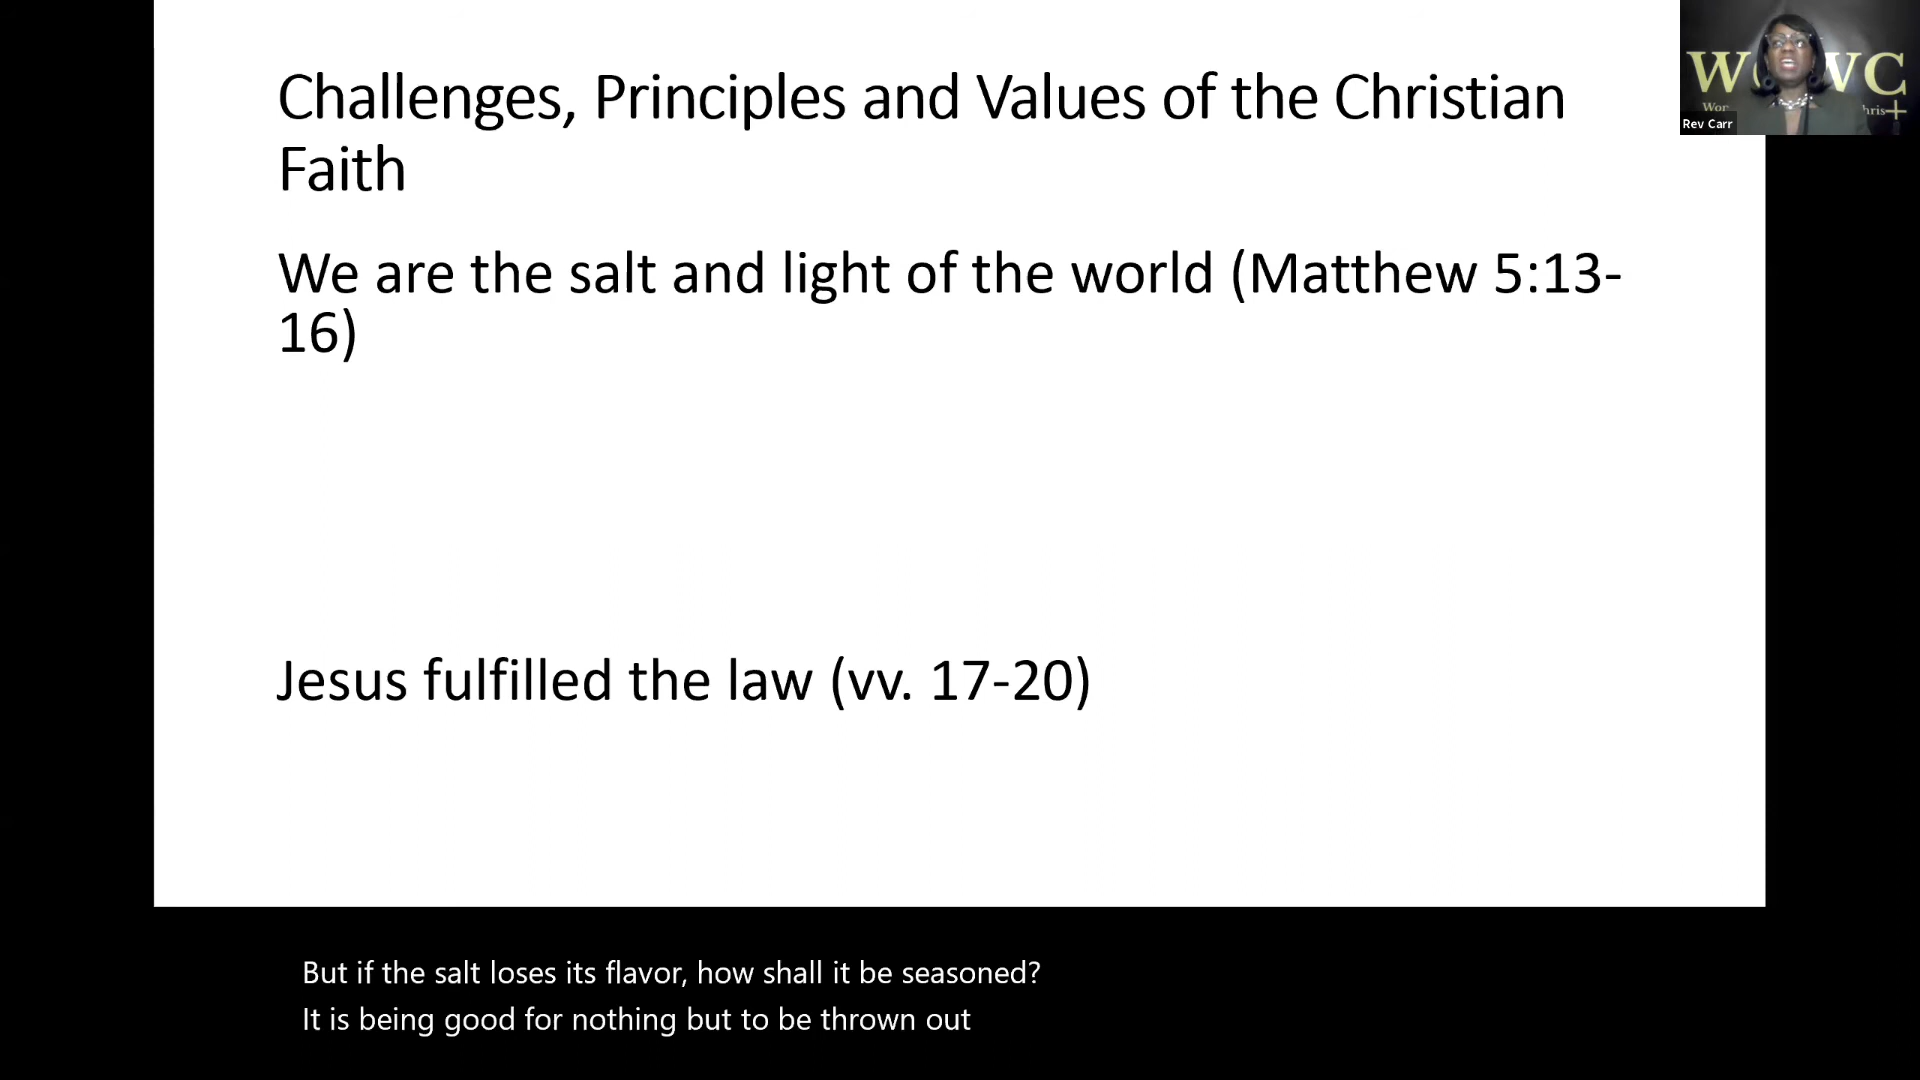 Challenges, Principles and Values of the Christian
Faith
We are the salt and light of the world (Matthew 5:13-
16)
Jesus fulfilled the law (vv. 17-20)
Rev Carr
But if the salt loses its flavor, how shall it be seasoned?
It is being good for nothing but to be thrown out